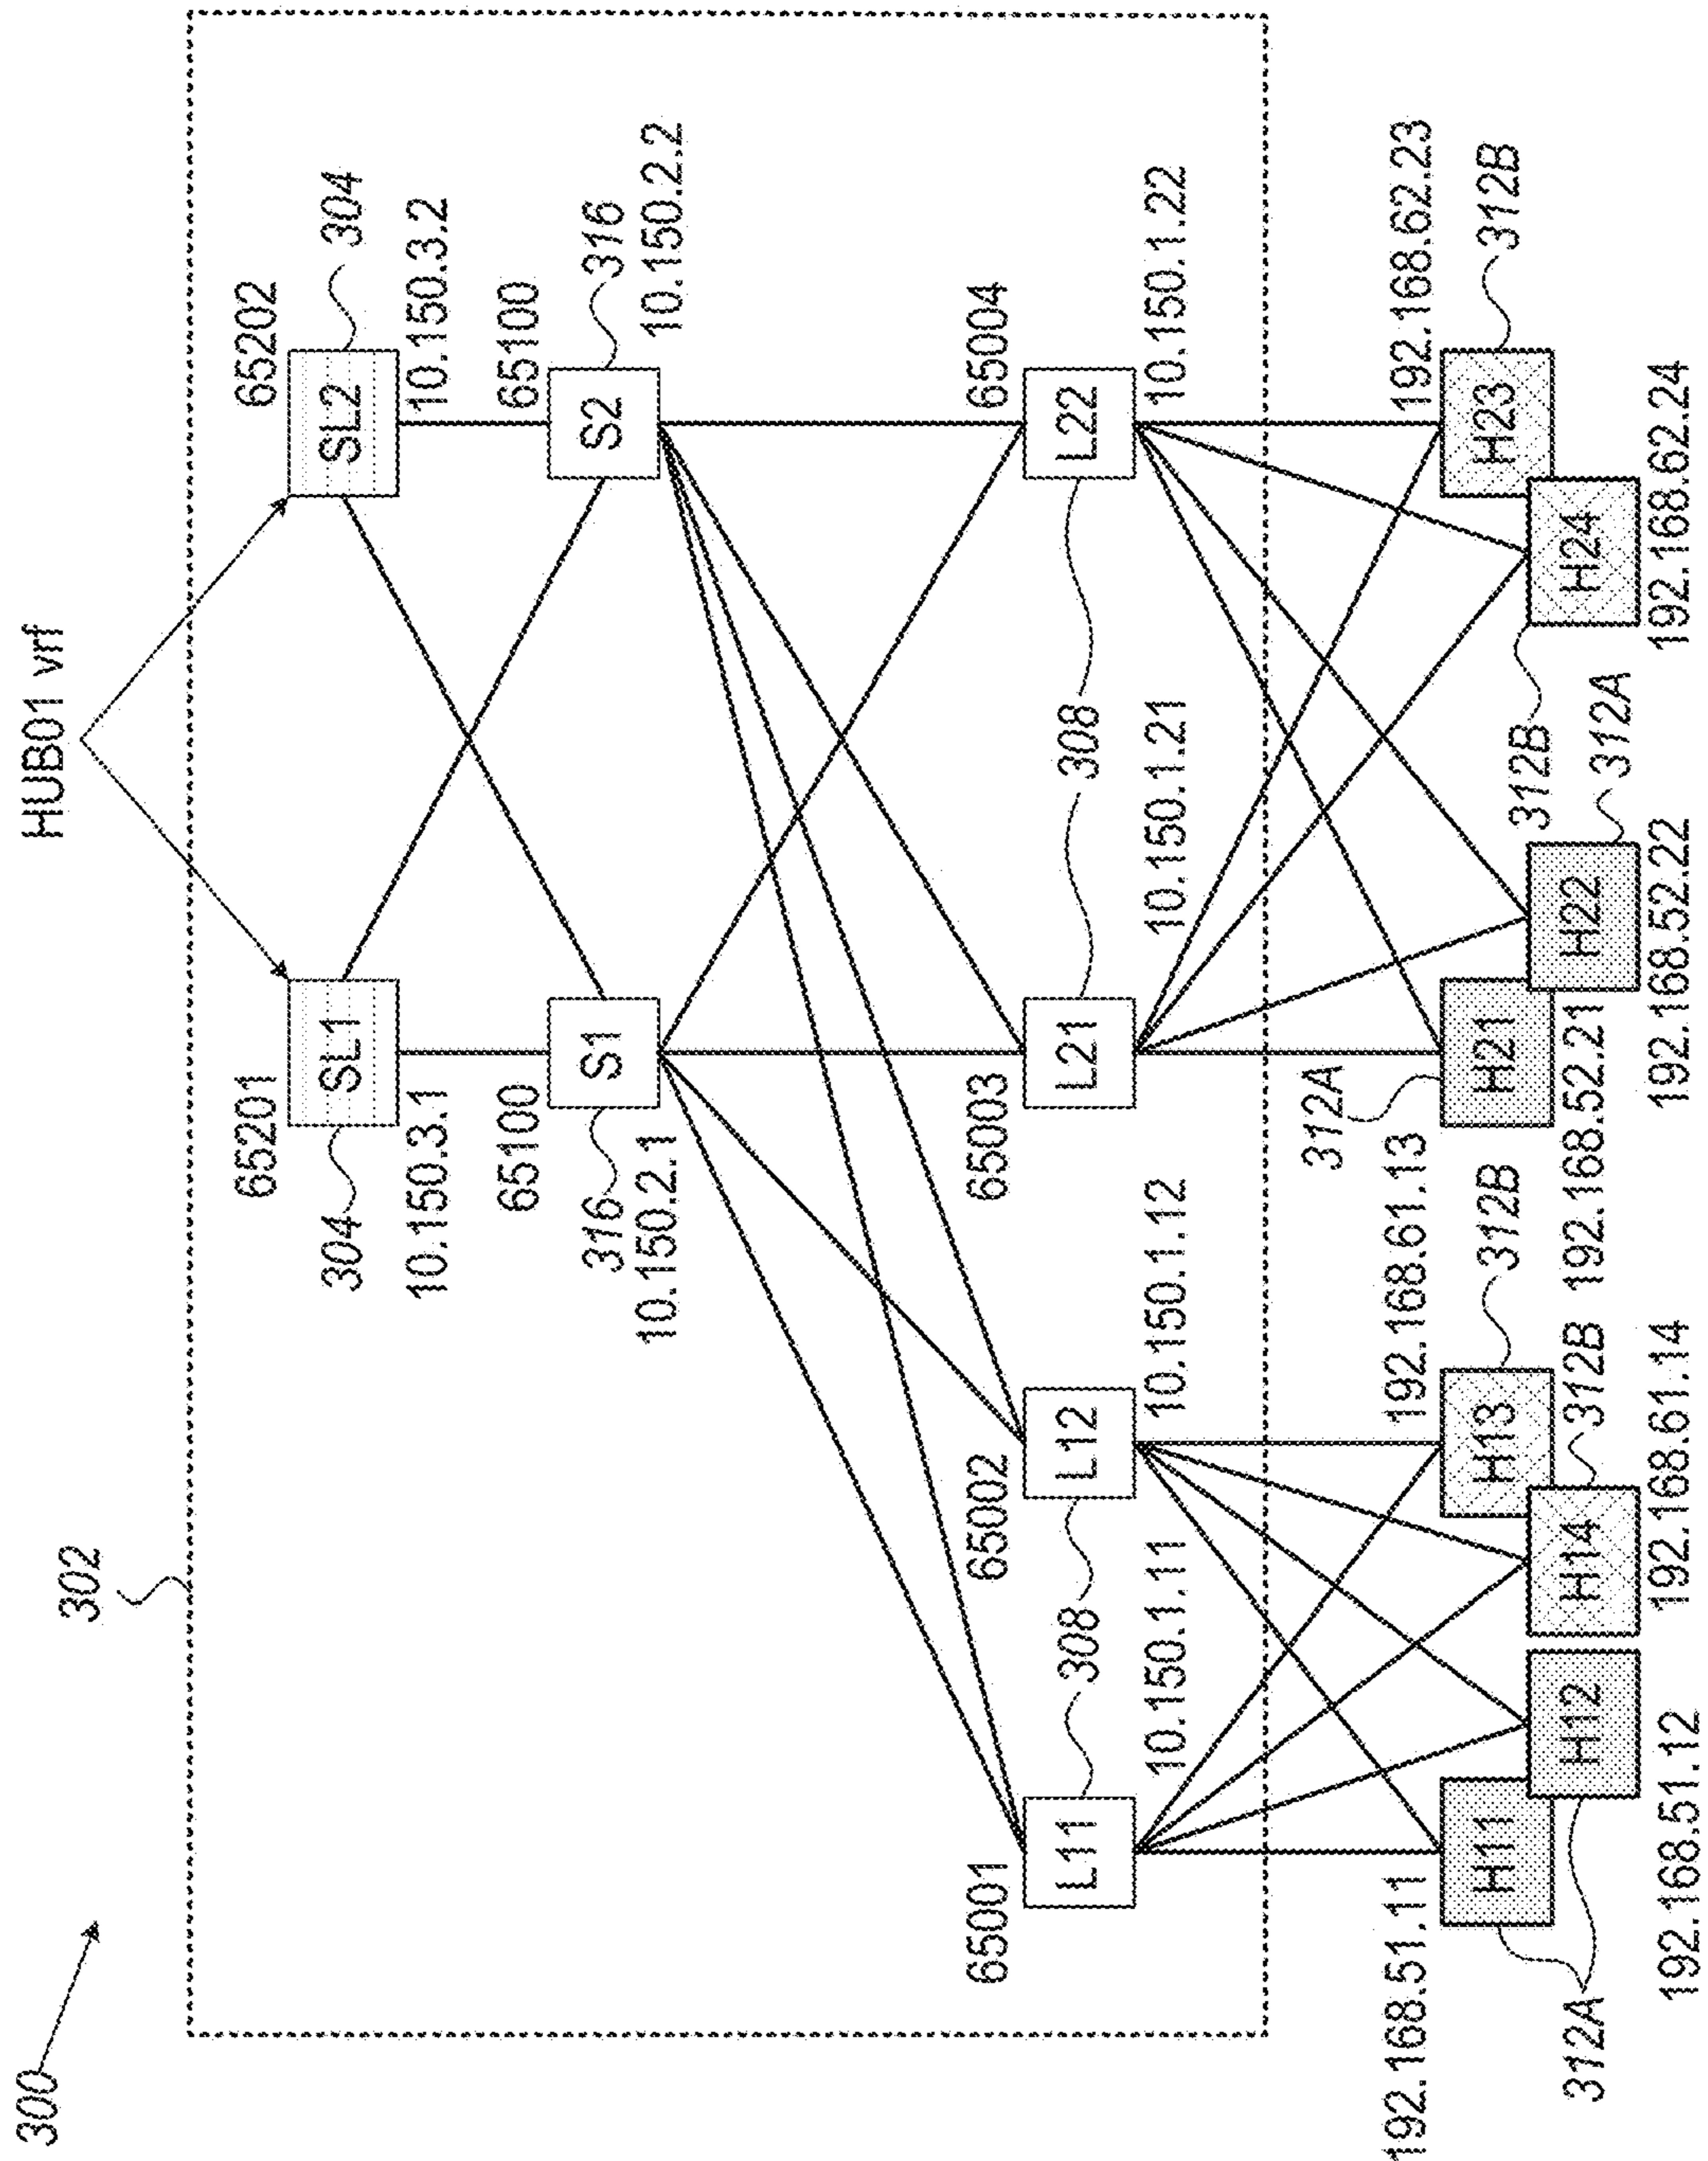 300
302
HUB01 vrf
65201
65202
SL1
SL2
304
304
10.150.3.1
10.150.3.2
65100
65100
S1
S2
316
316
10.150.2.1
10.150.2.2
65001
65002
65003
65004
L11
L12
L21
L22
308
308
10.150.1.11
10.150.1.12
10.150.1.21
10.150.1.22
192.168.51.11
192.168.61.13
312A
192.168.62.23
H11
H13
312B
H21
H23
312B
312A
H12
H14
312B
192.168.52.21
H22
312A
312B
H24
192.168.51.12
192.168.61.14
192.168.52.22
192.168.62.24